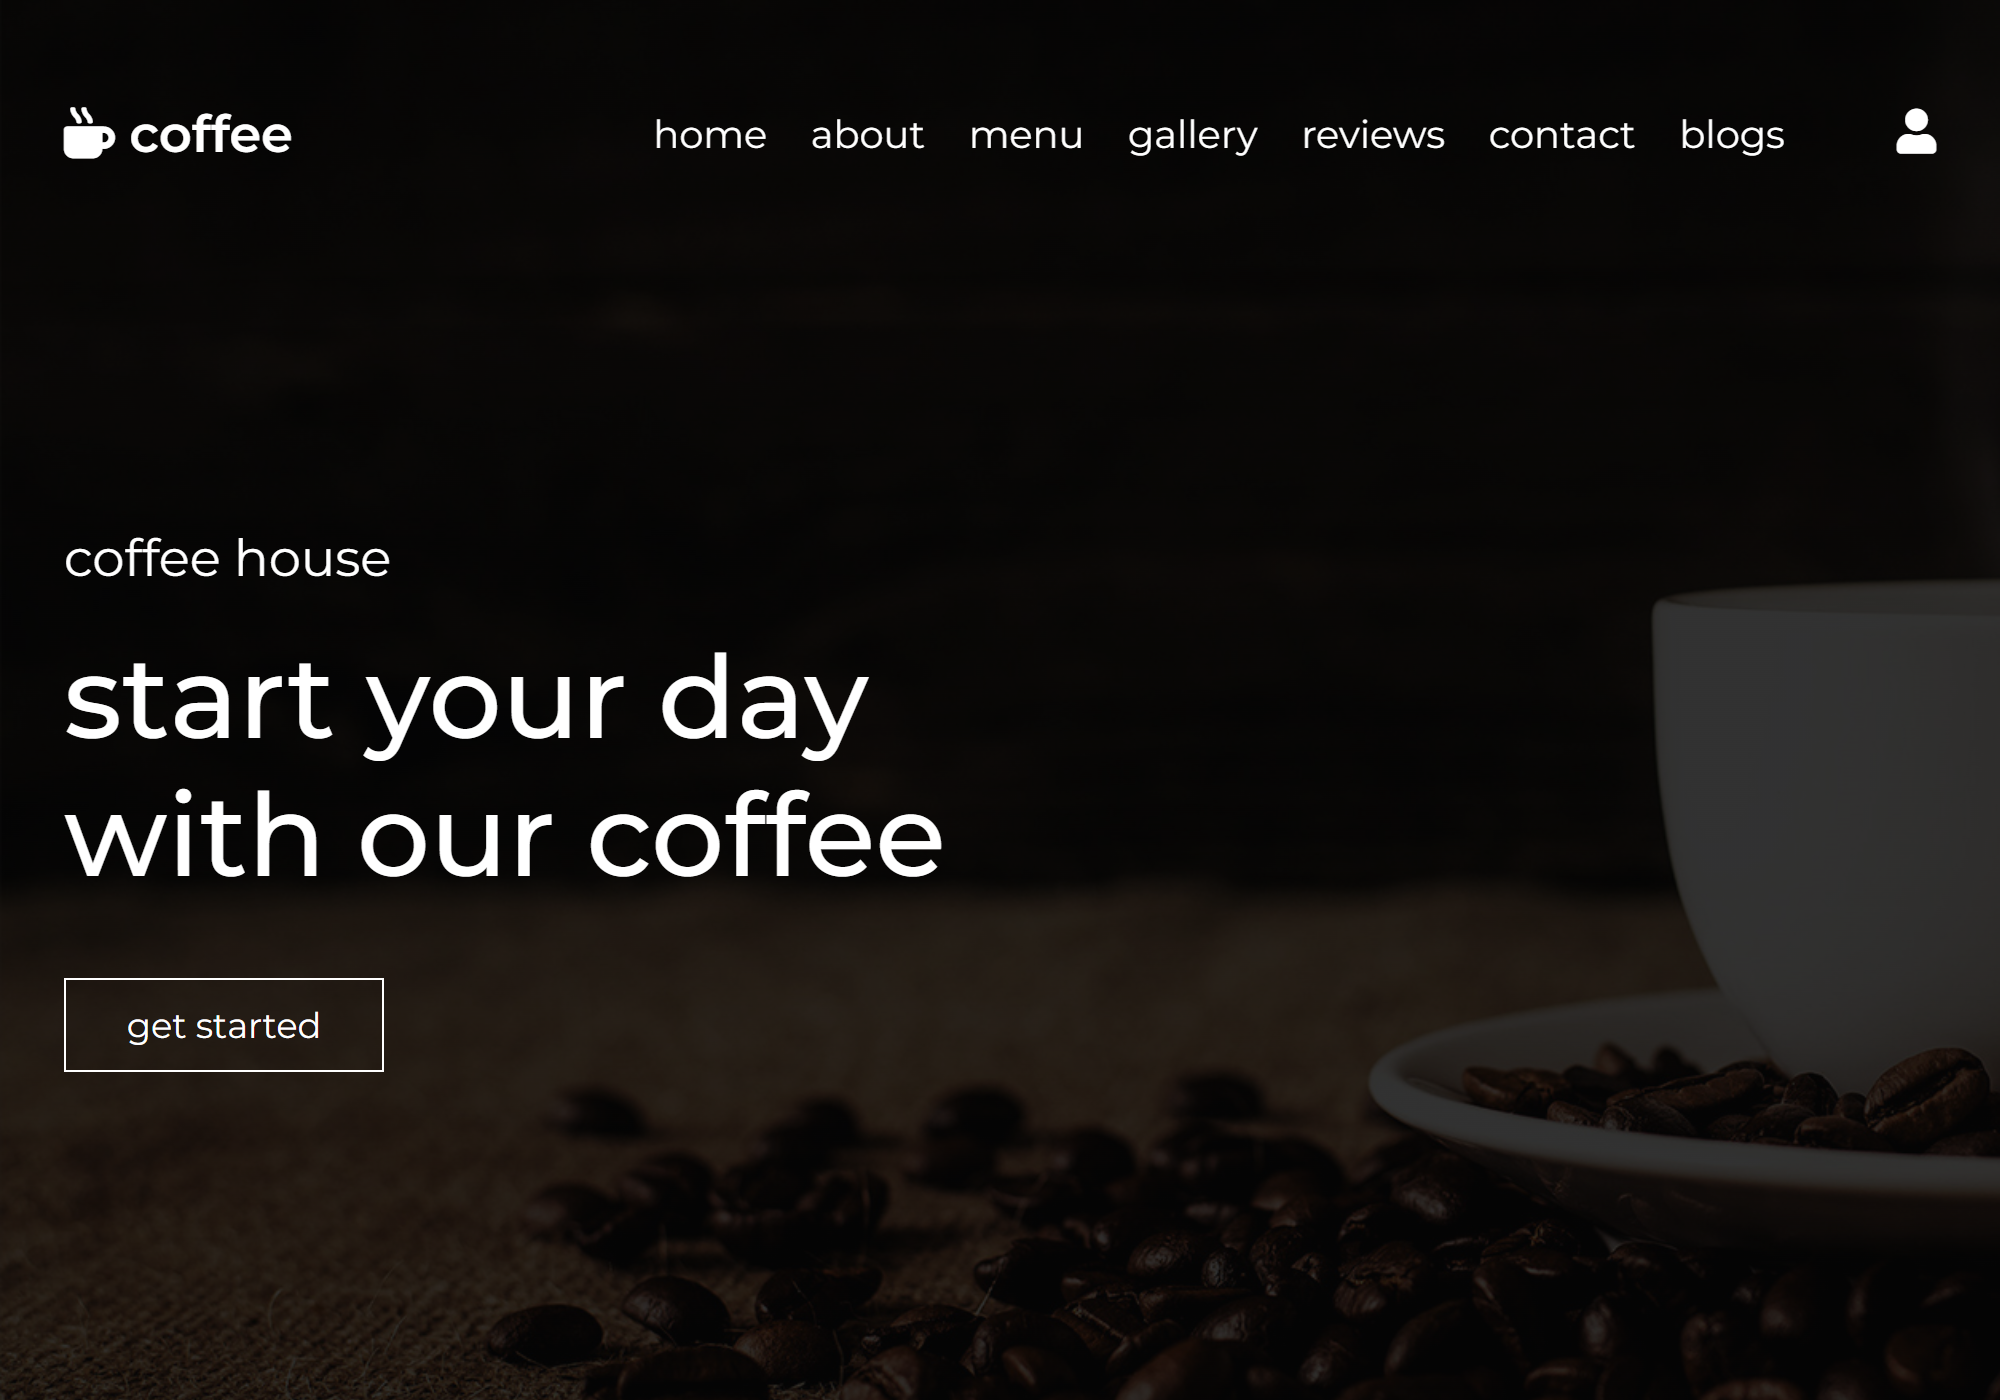 coffee
home about menu gallery reviews contact blogs
coffee house
start your day
with our coffee
get started